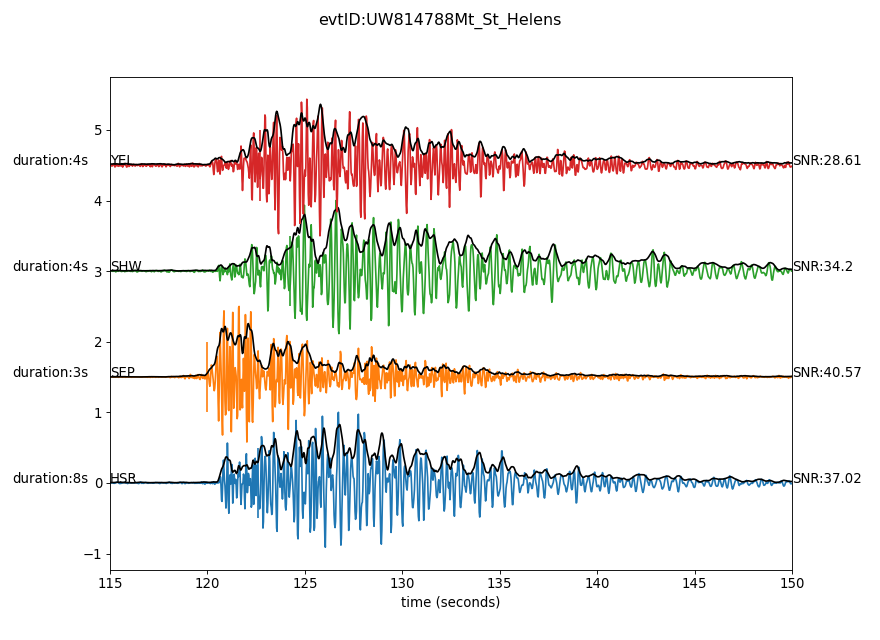 evtID:UW814788Mt_St_Helens
5
duration:4s YEL SNR:28.61
4
duration:4s SHW SNR:34.2
3
2
duration:3s SEP SNR:40.57
1
duration:8s HSR SNR:37.02
0
−1
115 120 125 130 135 140 145 150
time (seconds)